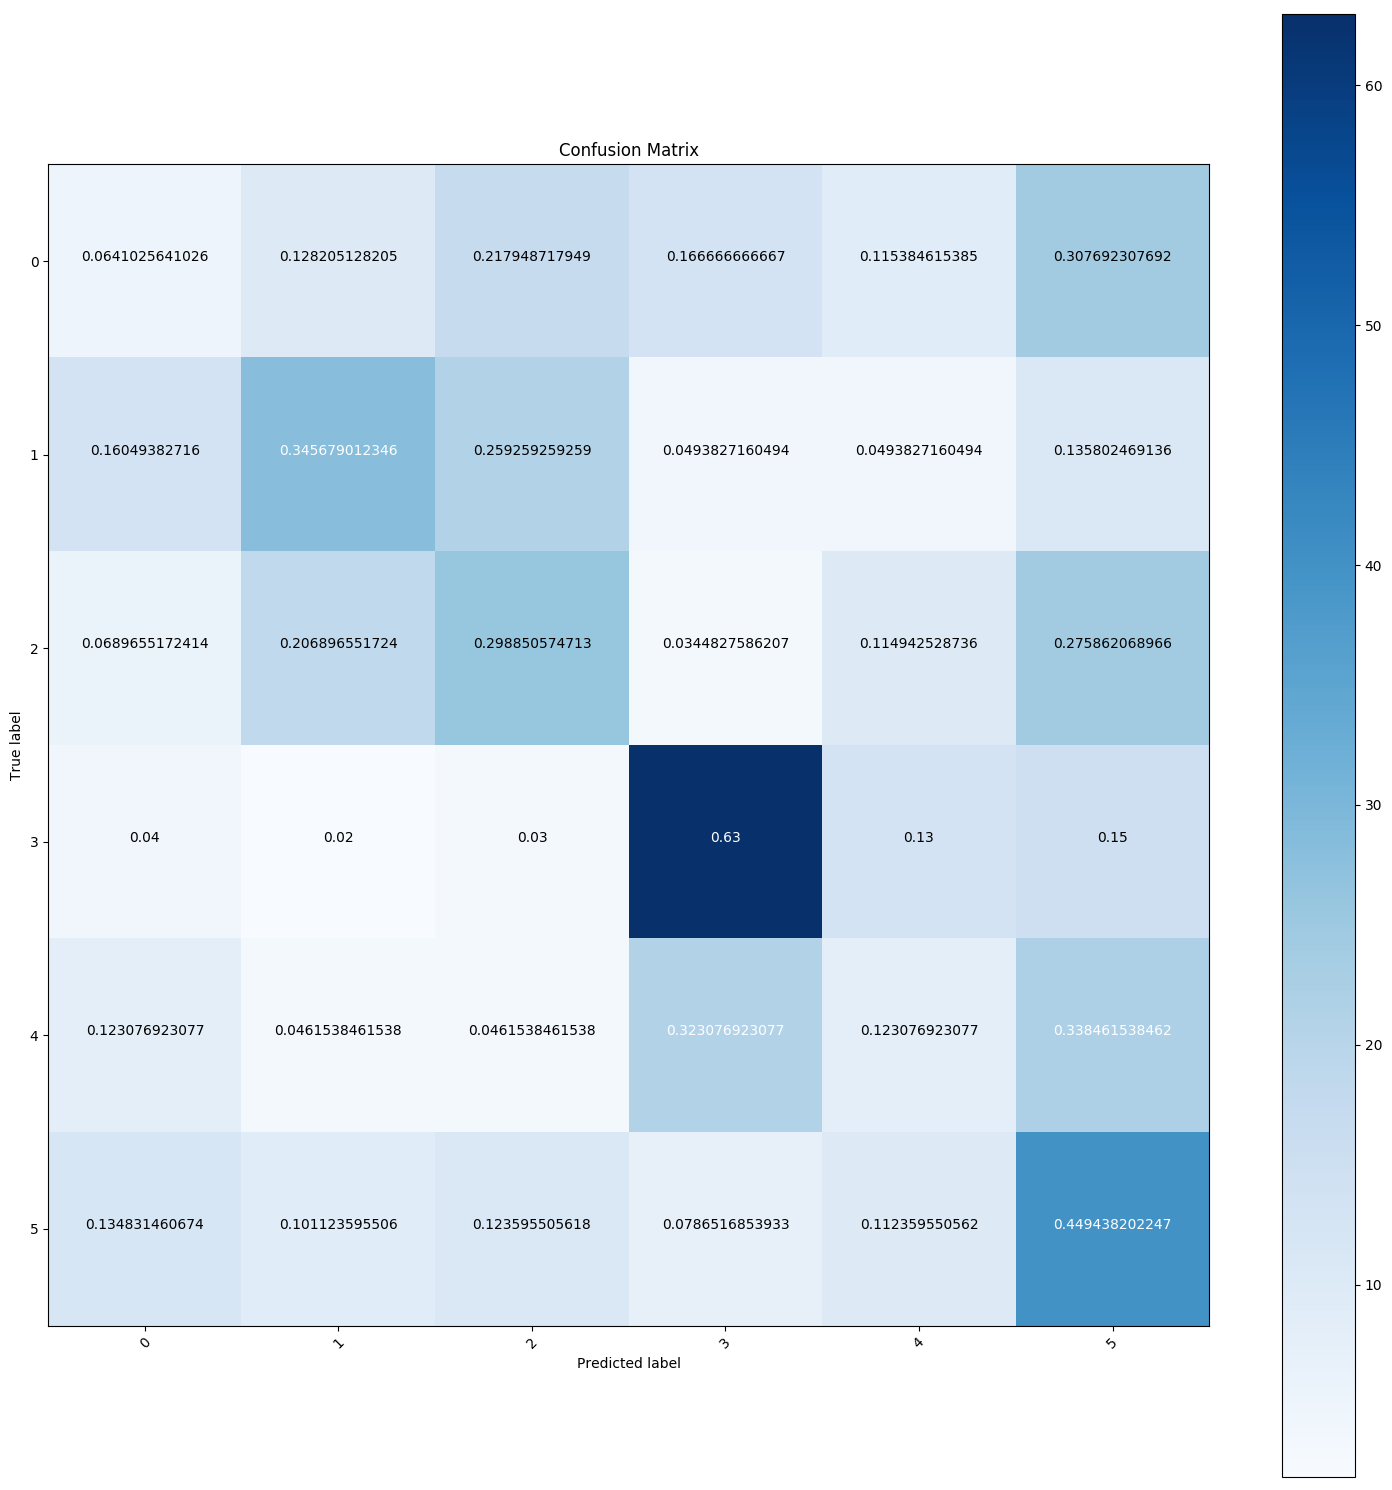 Confusion Matrix
0 0.0641025641026 0.128205128205 0.217948717949 0.166666666667 0.115384615385 0.307692307692
1 0.16049382716 0.345679012346 0.259259259259 0.0493827160494 0.0493827160494 0.135802469136
2 0.0689655172414 0.206896551724 0.298850574713 0.0344827586207 0.114942528736 0.275862068966
True label
3 0.04 0.02 0.03 0.63 0.13 0.15
4 0.123076923077 0.0461538461538 0.0461538461538 0.323076923077 0.123076923077 0.338461538462
5 0.134831460674 0.101123595506 0.123595505618 0.0786516853933 0.112359550562 0.449438202247
0 1 2 3 4 5
Predicted label
60
50
40
30
20
10